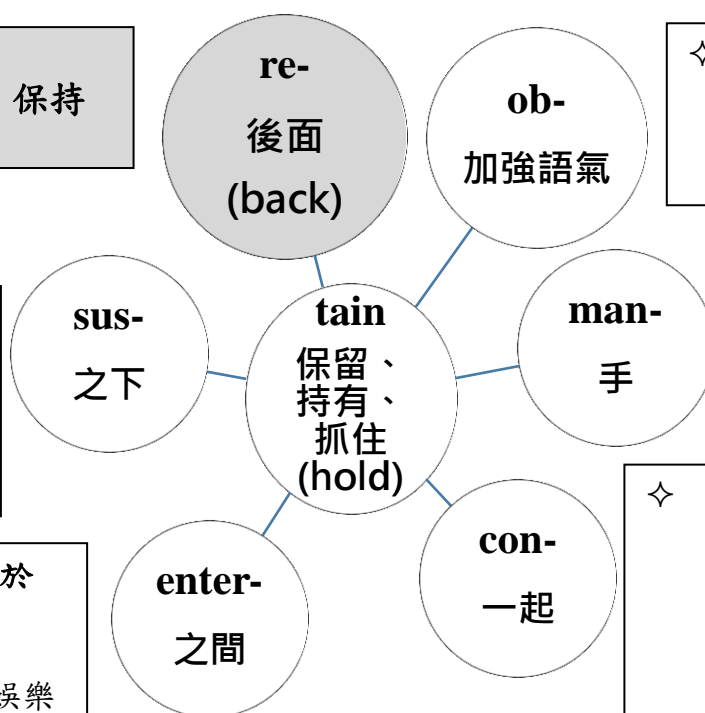 保持
re-
後面
(back)
ob-
加強語氣
✧
sus-
之下
tain
保留、
持有、
抓住
(hold)
man-
手
enter-
之間
con-
一起
✧
於
娛樂